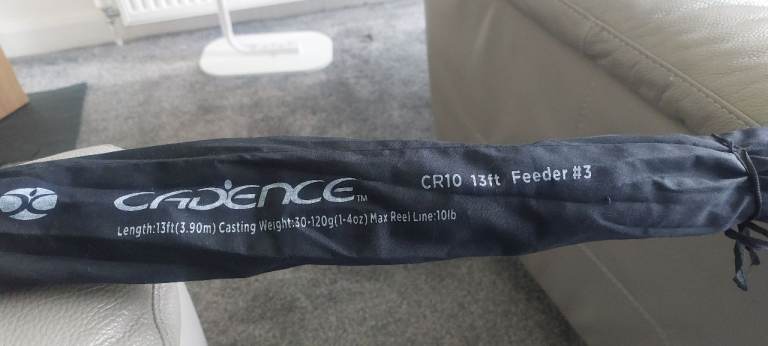 CADENCE™
CR10 13ft Feeder #3
Length:13ft(3.90m) Casting Weight:30-120g(1-4oz) Max Reel Line:10lb